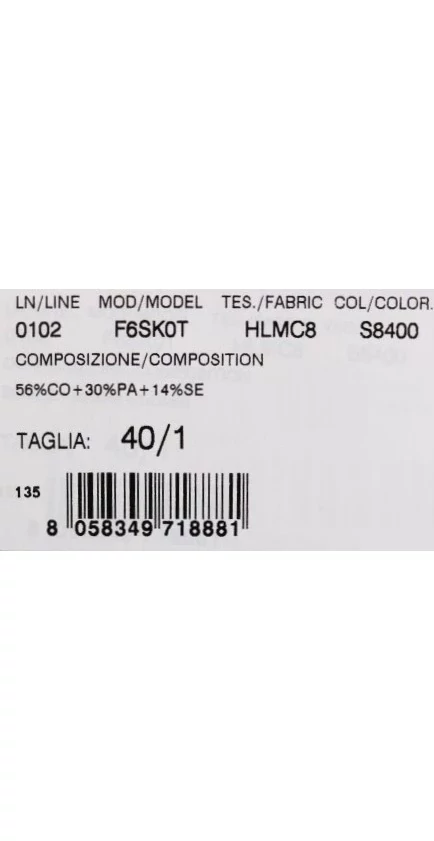 LN/LINE MOD/MODEL TES./FABRIC COL/COLOR.
0102 F6SK0T HLMC8 S8400
COMPOSIZIONE/COMPOSITION
56%CO+30%PA+14%SE
TAGLIA: 40/1
135
8 058349 718881